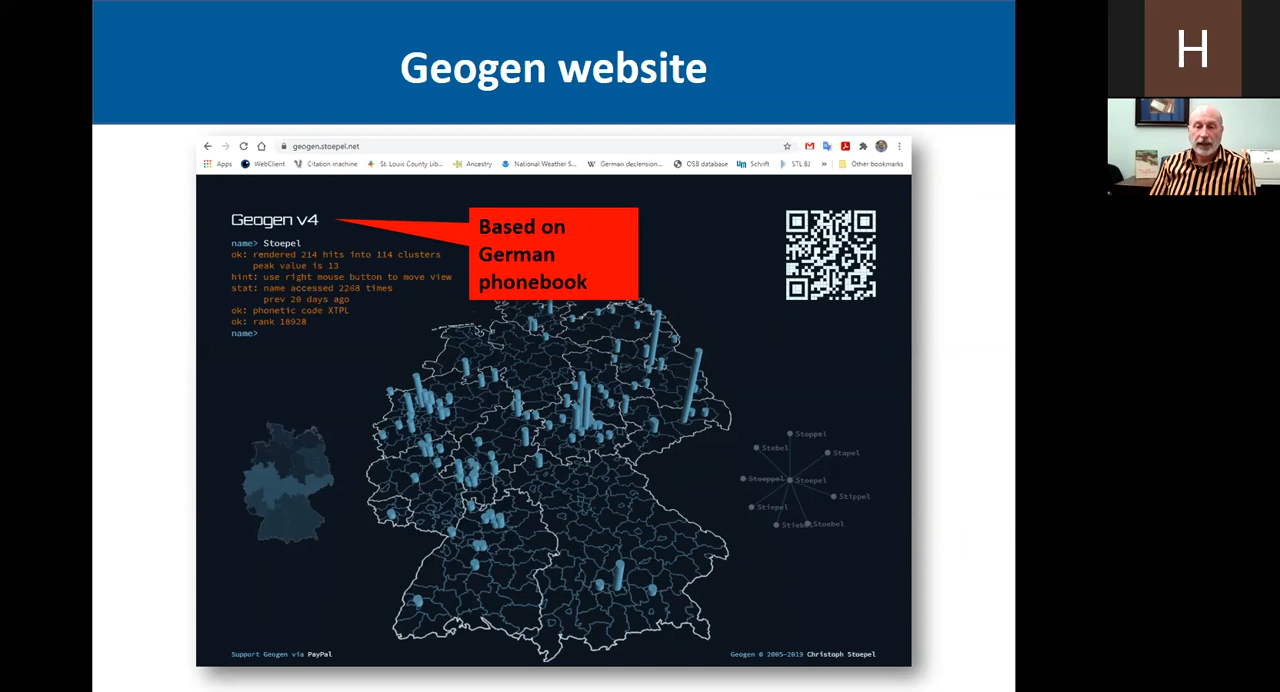 Geogen website
H
geogen.stoepel.net
Apps WebClient Citation machine St. Louis County Lib... Ancestry National Weather S... German declension... OSB database Schrift STL BJ » Other bookmarks
Geogen v4
Based on
German
phonebook
name> Stoepel
ok: rendered 214 hits into 114 clusters
peak value is 13
hint: use right mouse button to move view
stat: name accessed 2268 times
prev 20 days ago
ok: phonetic code XTPL
ok: rank 18928
name>
Stoppel
Stebel
Stapel
Stoeppel
Stoepel
Stippel
Stiepel
Stoebel
Support Geogen via PayPal
Geogen © 2005-2019 Christoph Stoepel